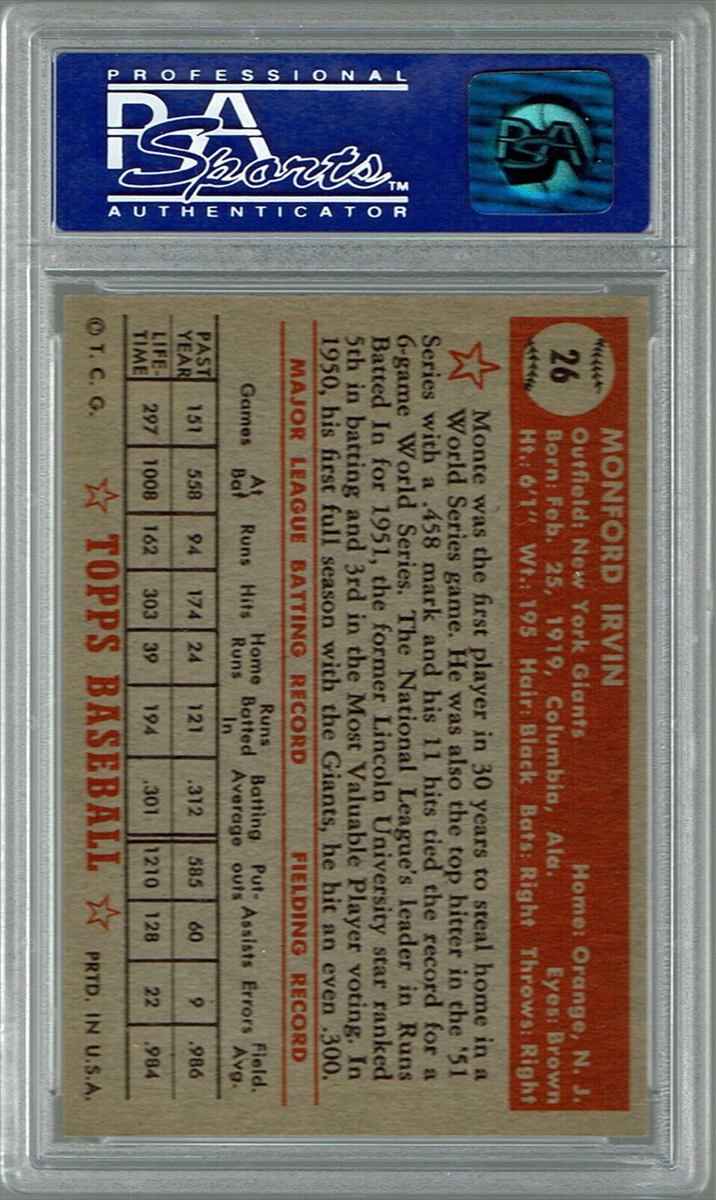 PROFESSIONAL
PSA
Sports™
AUTHENTICATOR
PSA
26
MONFORD IRVIN
Outfield: New York Giants Home: Orange, N. J.
Born: Feb. 25, 1919, Columbia, Ala. Eyes: Brown
Ht.: 6'1" Wt.: 195 Hair: Black Bats: Right Throws: Right
Monte was the first player in 30 years to steal home in a
World Series game. He was also the top hitter in the '51
Series with a .458 mark and his 11 hits tied the record for a
6-game World Series. The National League's leader in Runs
Batted In for 1951, the former Lincoln University star ranked
5th in batting and 3rd in the Most Valuable Player voting. In
1950, his first full season with the Giants, he hit an even .300.
MAJOR LEAGUE BATTING RECORD FIELDING RECORD
Games At Bat Runs Hits Home Runs Runs Batted In Batting Average Put-outs Assists Errors Field. Avg.
PAST YEAR 151 558 94 174 24 121 .312 585 60 9 .986
LIFE-TIME 297 1008 162 303 39 194 .301 1210 128 22 .984
© T. C. G. TOPPS BASEBALL PRTD. IN U.S.A.